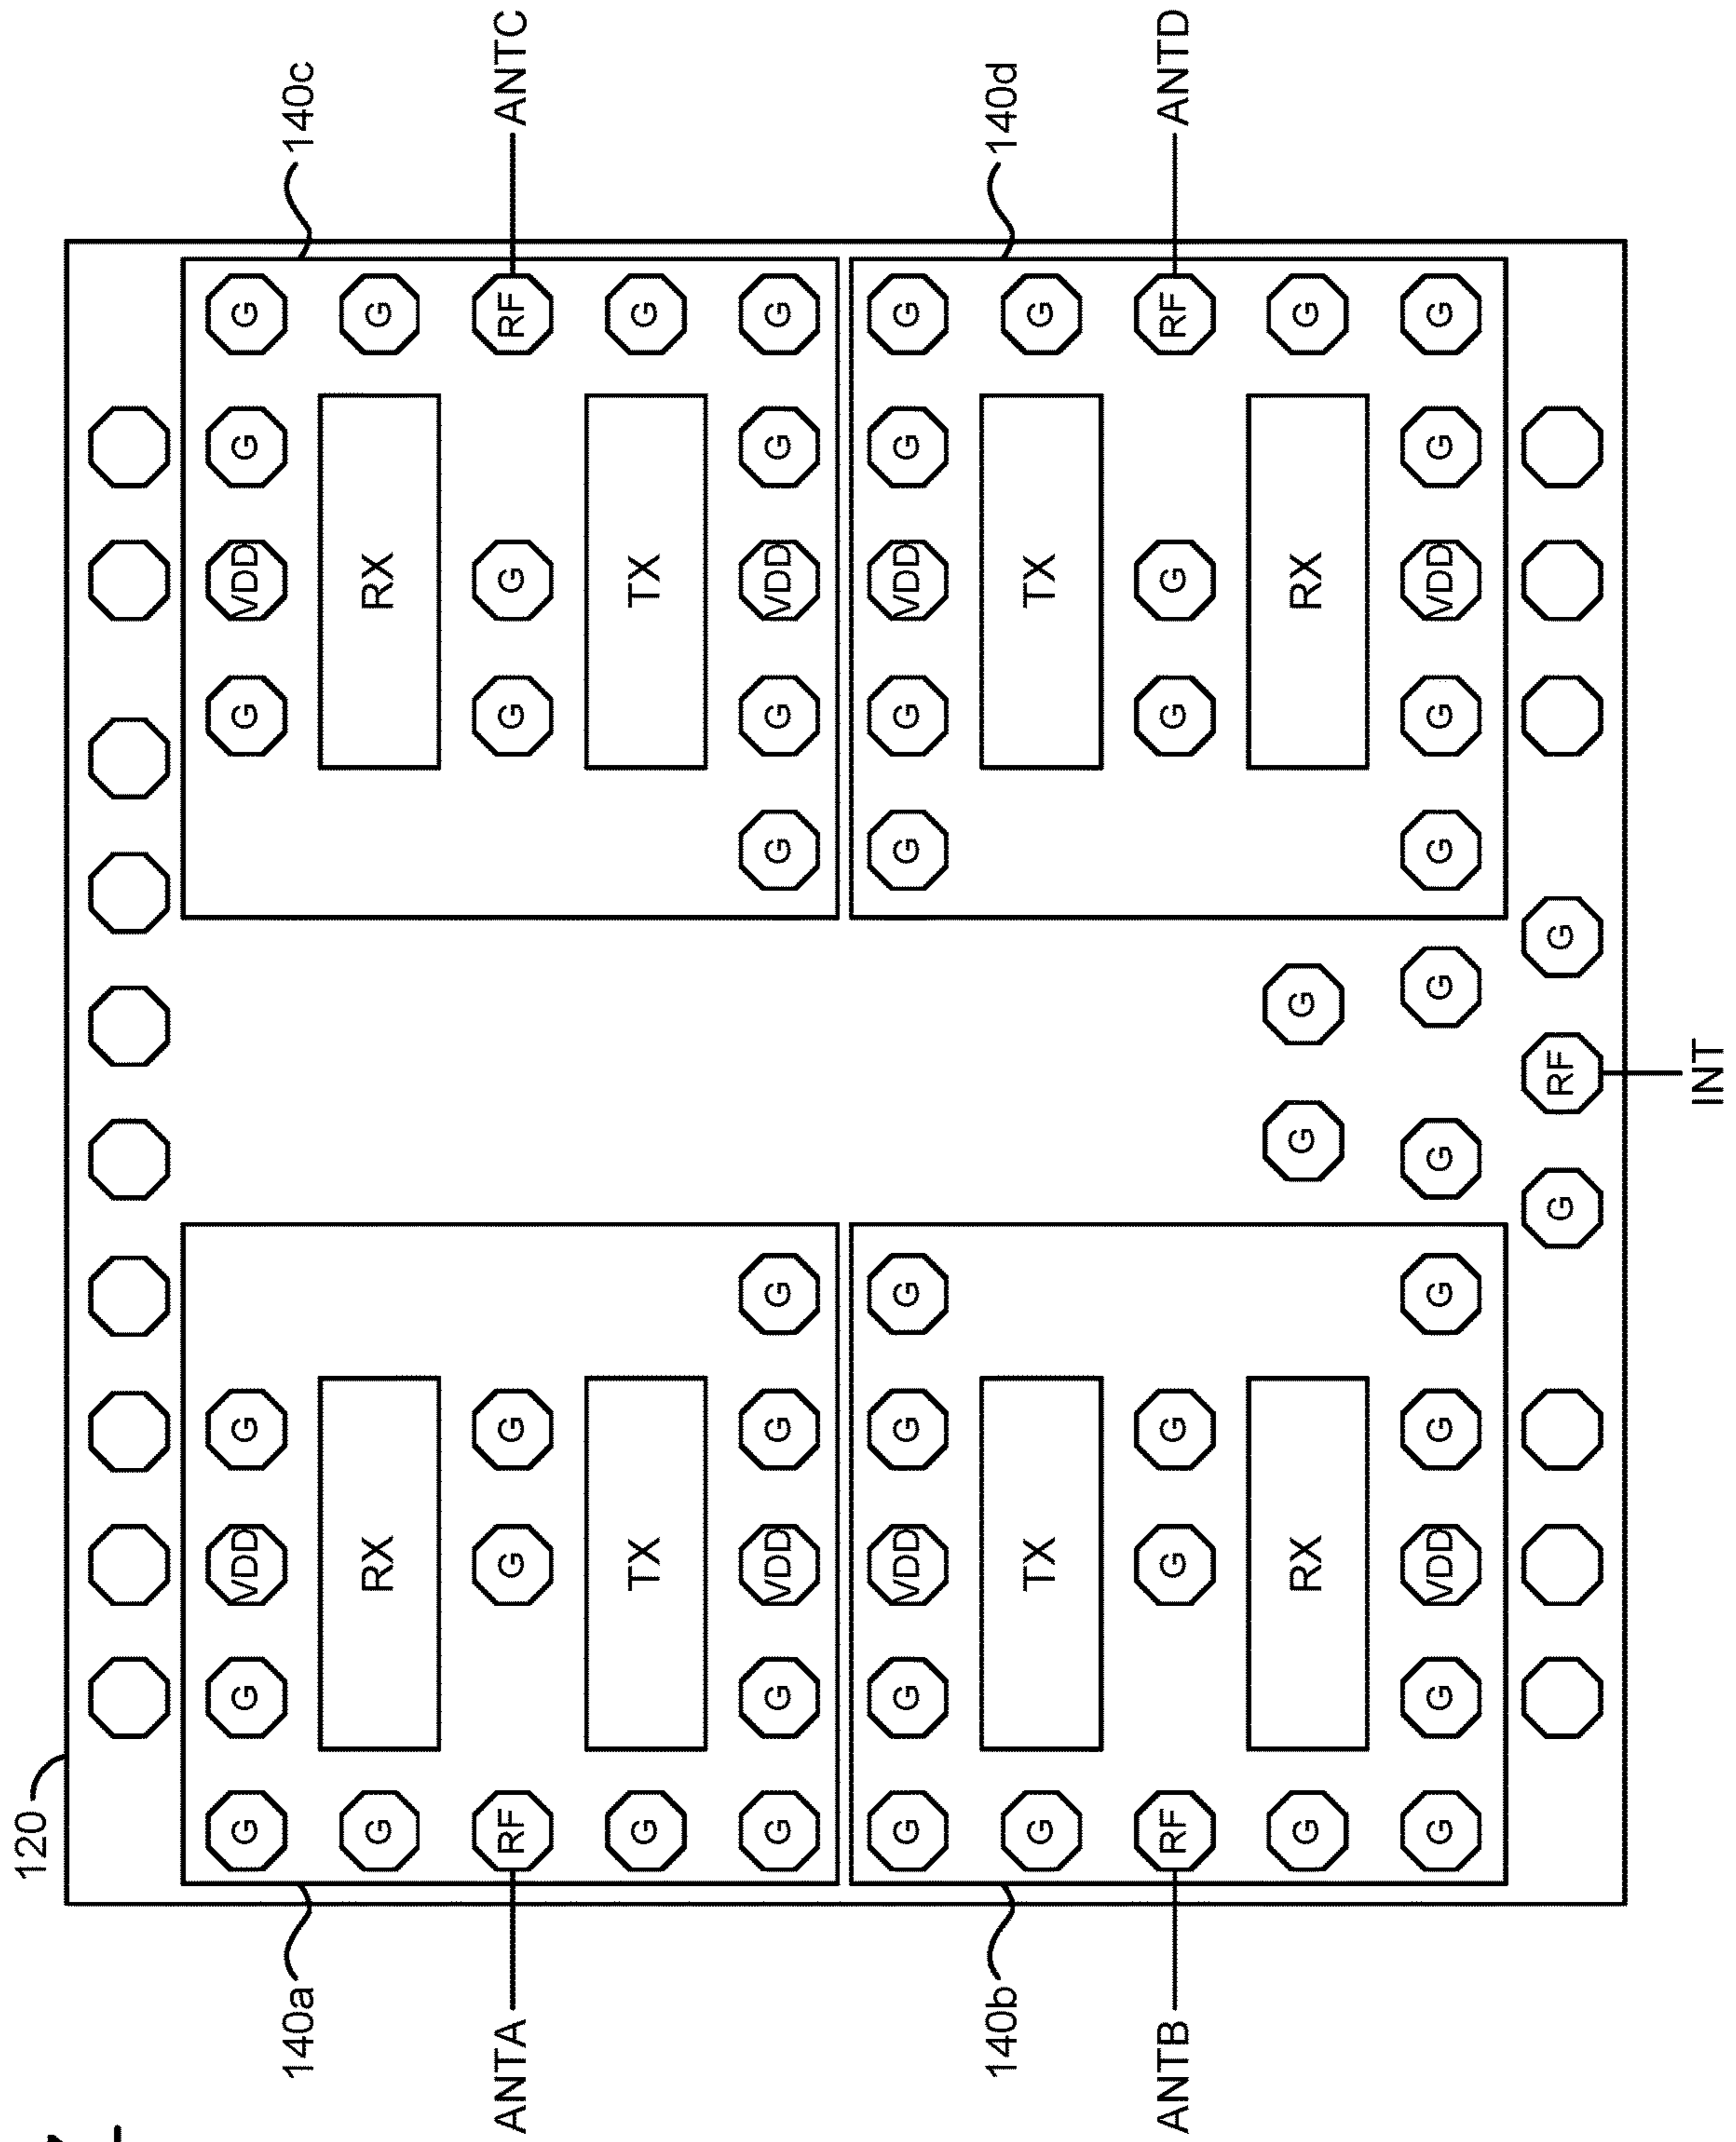 120
G G VDD G G VDD G G
140a 140c
G RX RX G
ANTA RF G G G G RF ANTC
G TX TX G
G G VDD G G G G VDD G G
G G VDD G G G G VDD G G
140b 140d
G TX TX G
ANTB RF G G G G RF ANTD
G RX G G RX G
G G VDD G G G G G G VDD G G
G RF G
INT